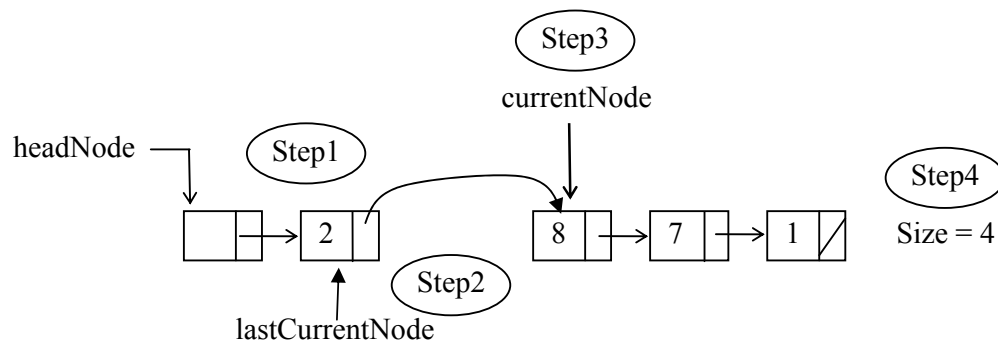 Step3
currentNode
headNode
Step1
Step4
2
8
7
1
Size = 4
Step2
lastCurrentNode